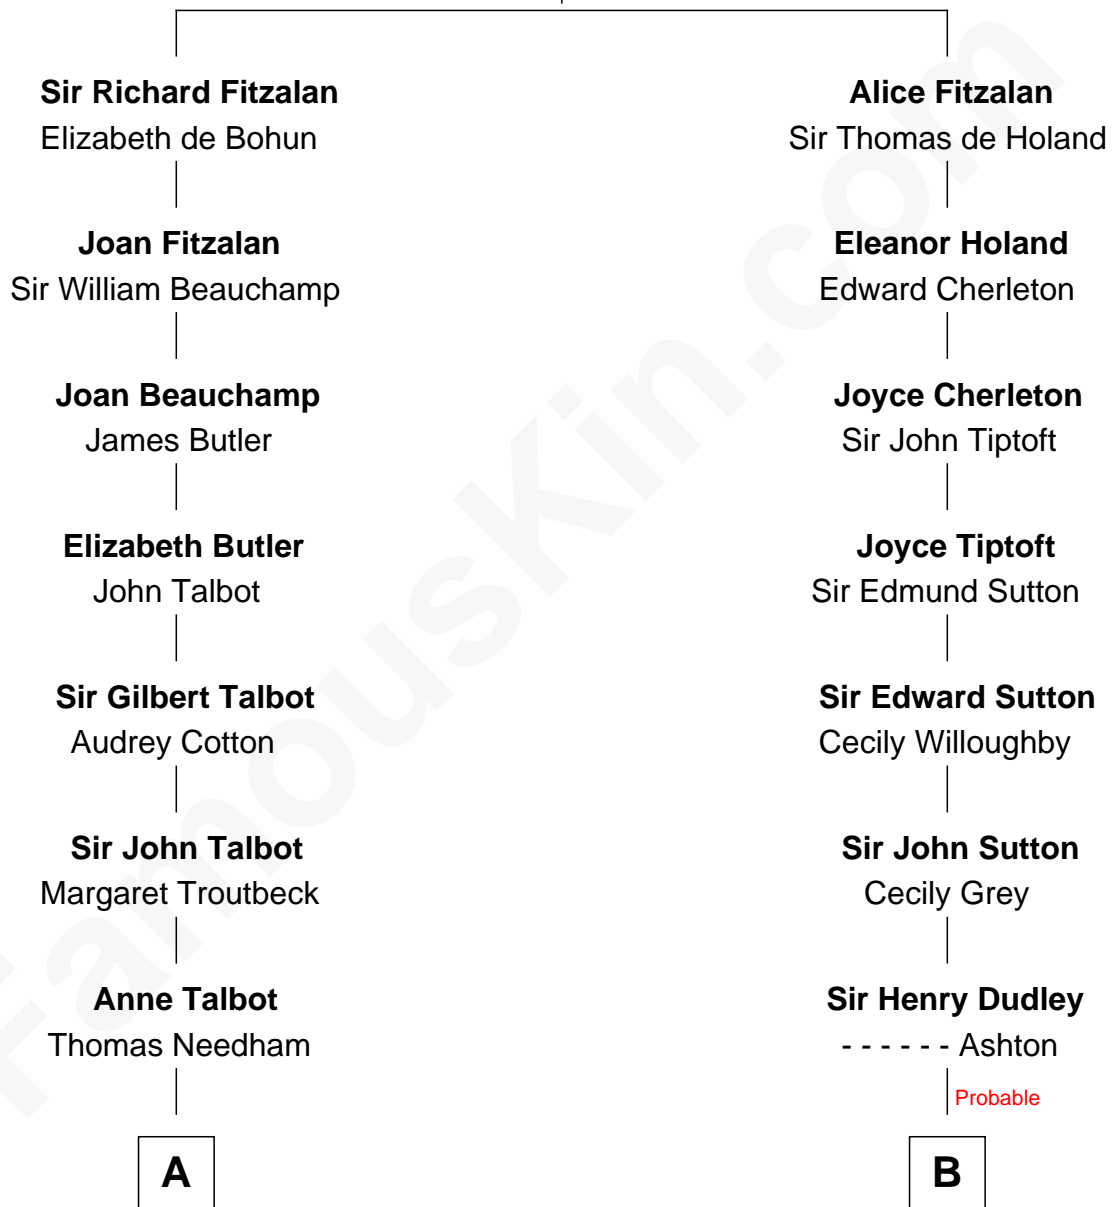 Sir Richard Fitzalan
Elizabeth de Bohun
Joan Fitzalan
Sir William Beauchamp
Joan Beauchamp
James Butler
Elizabeth Butler
John Talbot
Sir Gilbert Talbot
Audrey Cotton
Sir John Talbot
Margaret Troutbeck
Anne Talbot
Thomas Needham
A
Alice Fitzalan
Sir Thomas de Holand
Eleanor Holand
Edward Cherleton
Joyce Cherleton
Sir John Tiptoft
Joyce Tiptoft
Sir Edmund Sutton
Sir Edward Sutton
Cecily Willoughby
Sir John Sutton
Cecily Grey
Sir Henry Dudley
- - - - - - Ashton
Probable
B
FamousKin.com